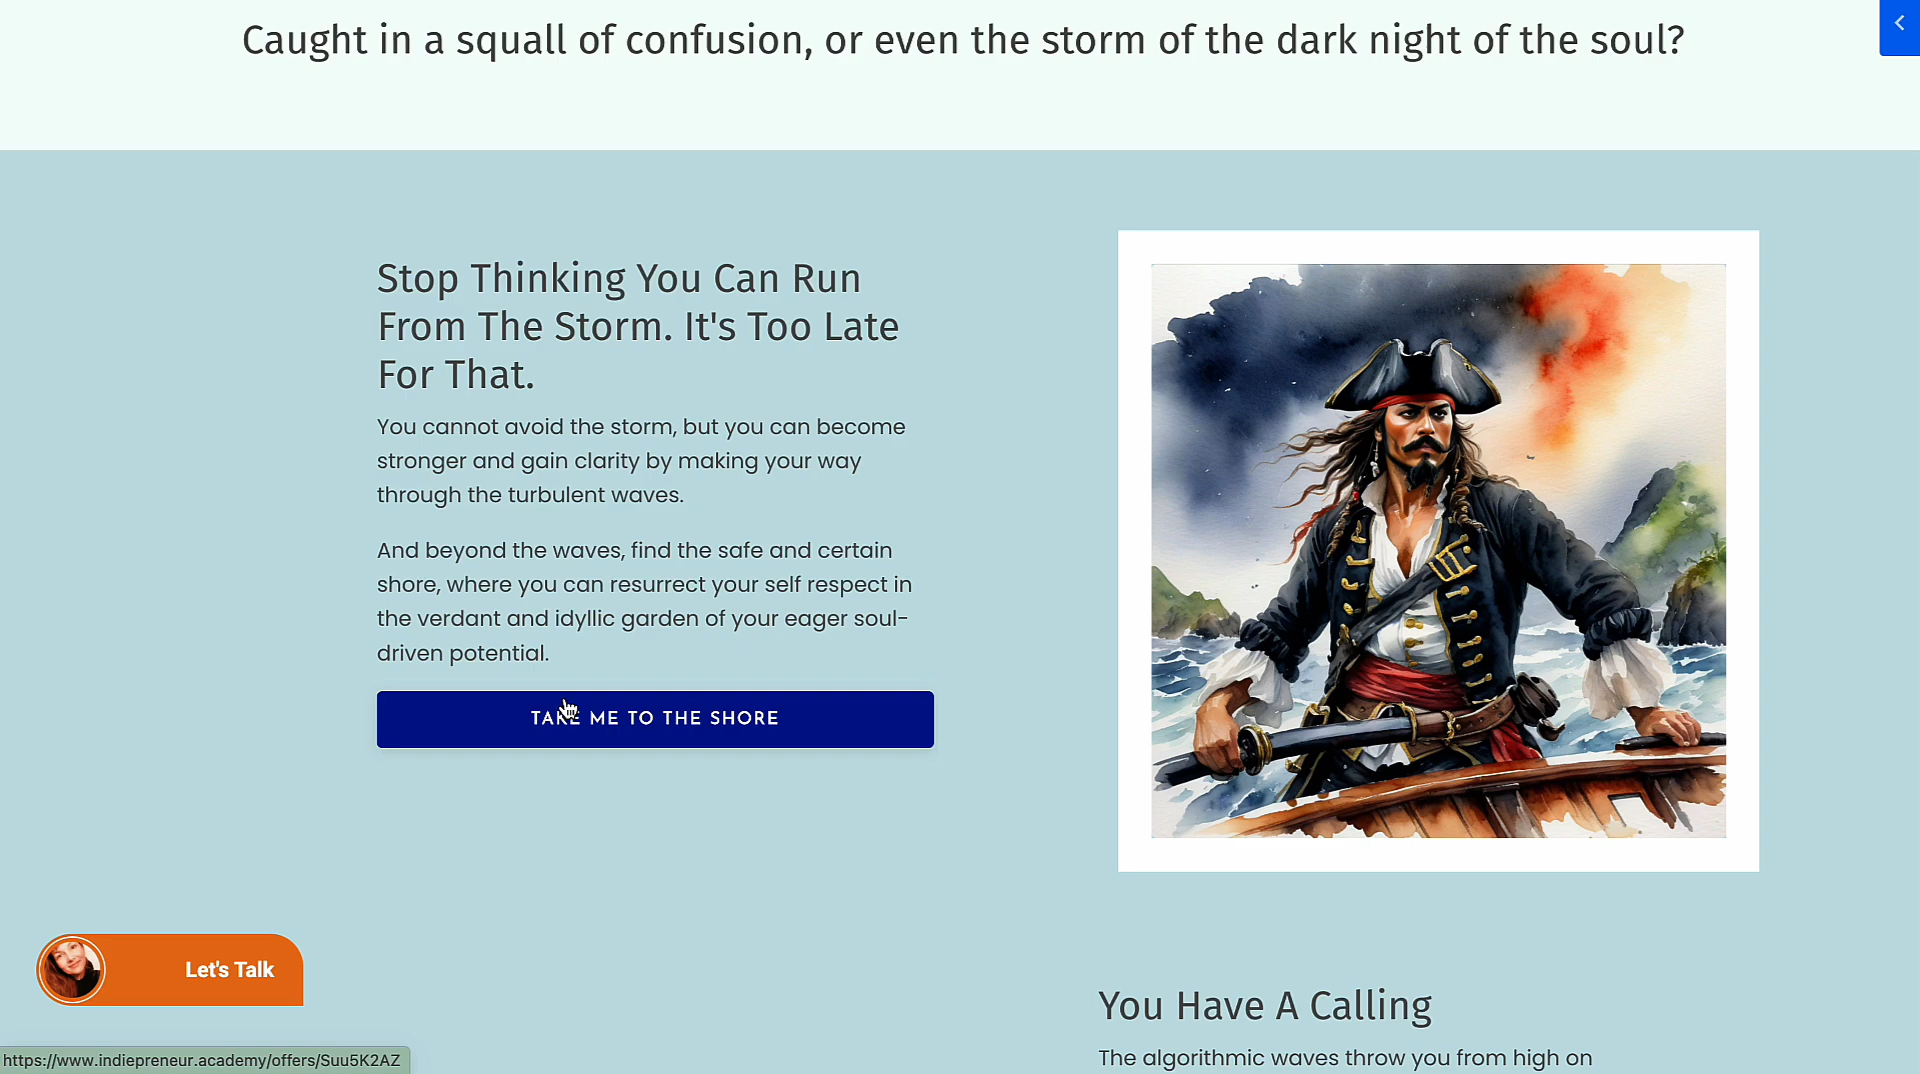 Caught in a squall of confusion, or even the storm of the dark night of the soul?
Stop Thinking You Can Run
From The Storm. It's Too Late
For That.
You cannot avoid the storm, but you can become
stronger and gain clarity by making your way
through the turbulent waves.
And beyond the waves, find the safe and certain
shore, where you can resurrect your self respect in
the verdant and idyllic garden of your eager soul-
driven potential.
TAKE ME TO THE SHORE
Let's Talk
You Have A Calling
The algorithmic waves throw you from high on
https://www.indiepreneur.academy/offers/Suu5K2AZ